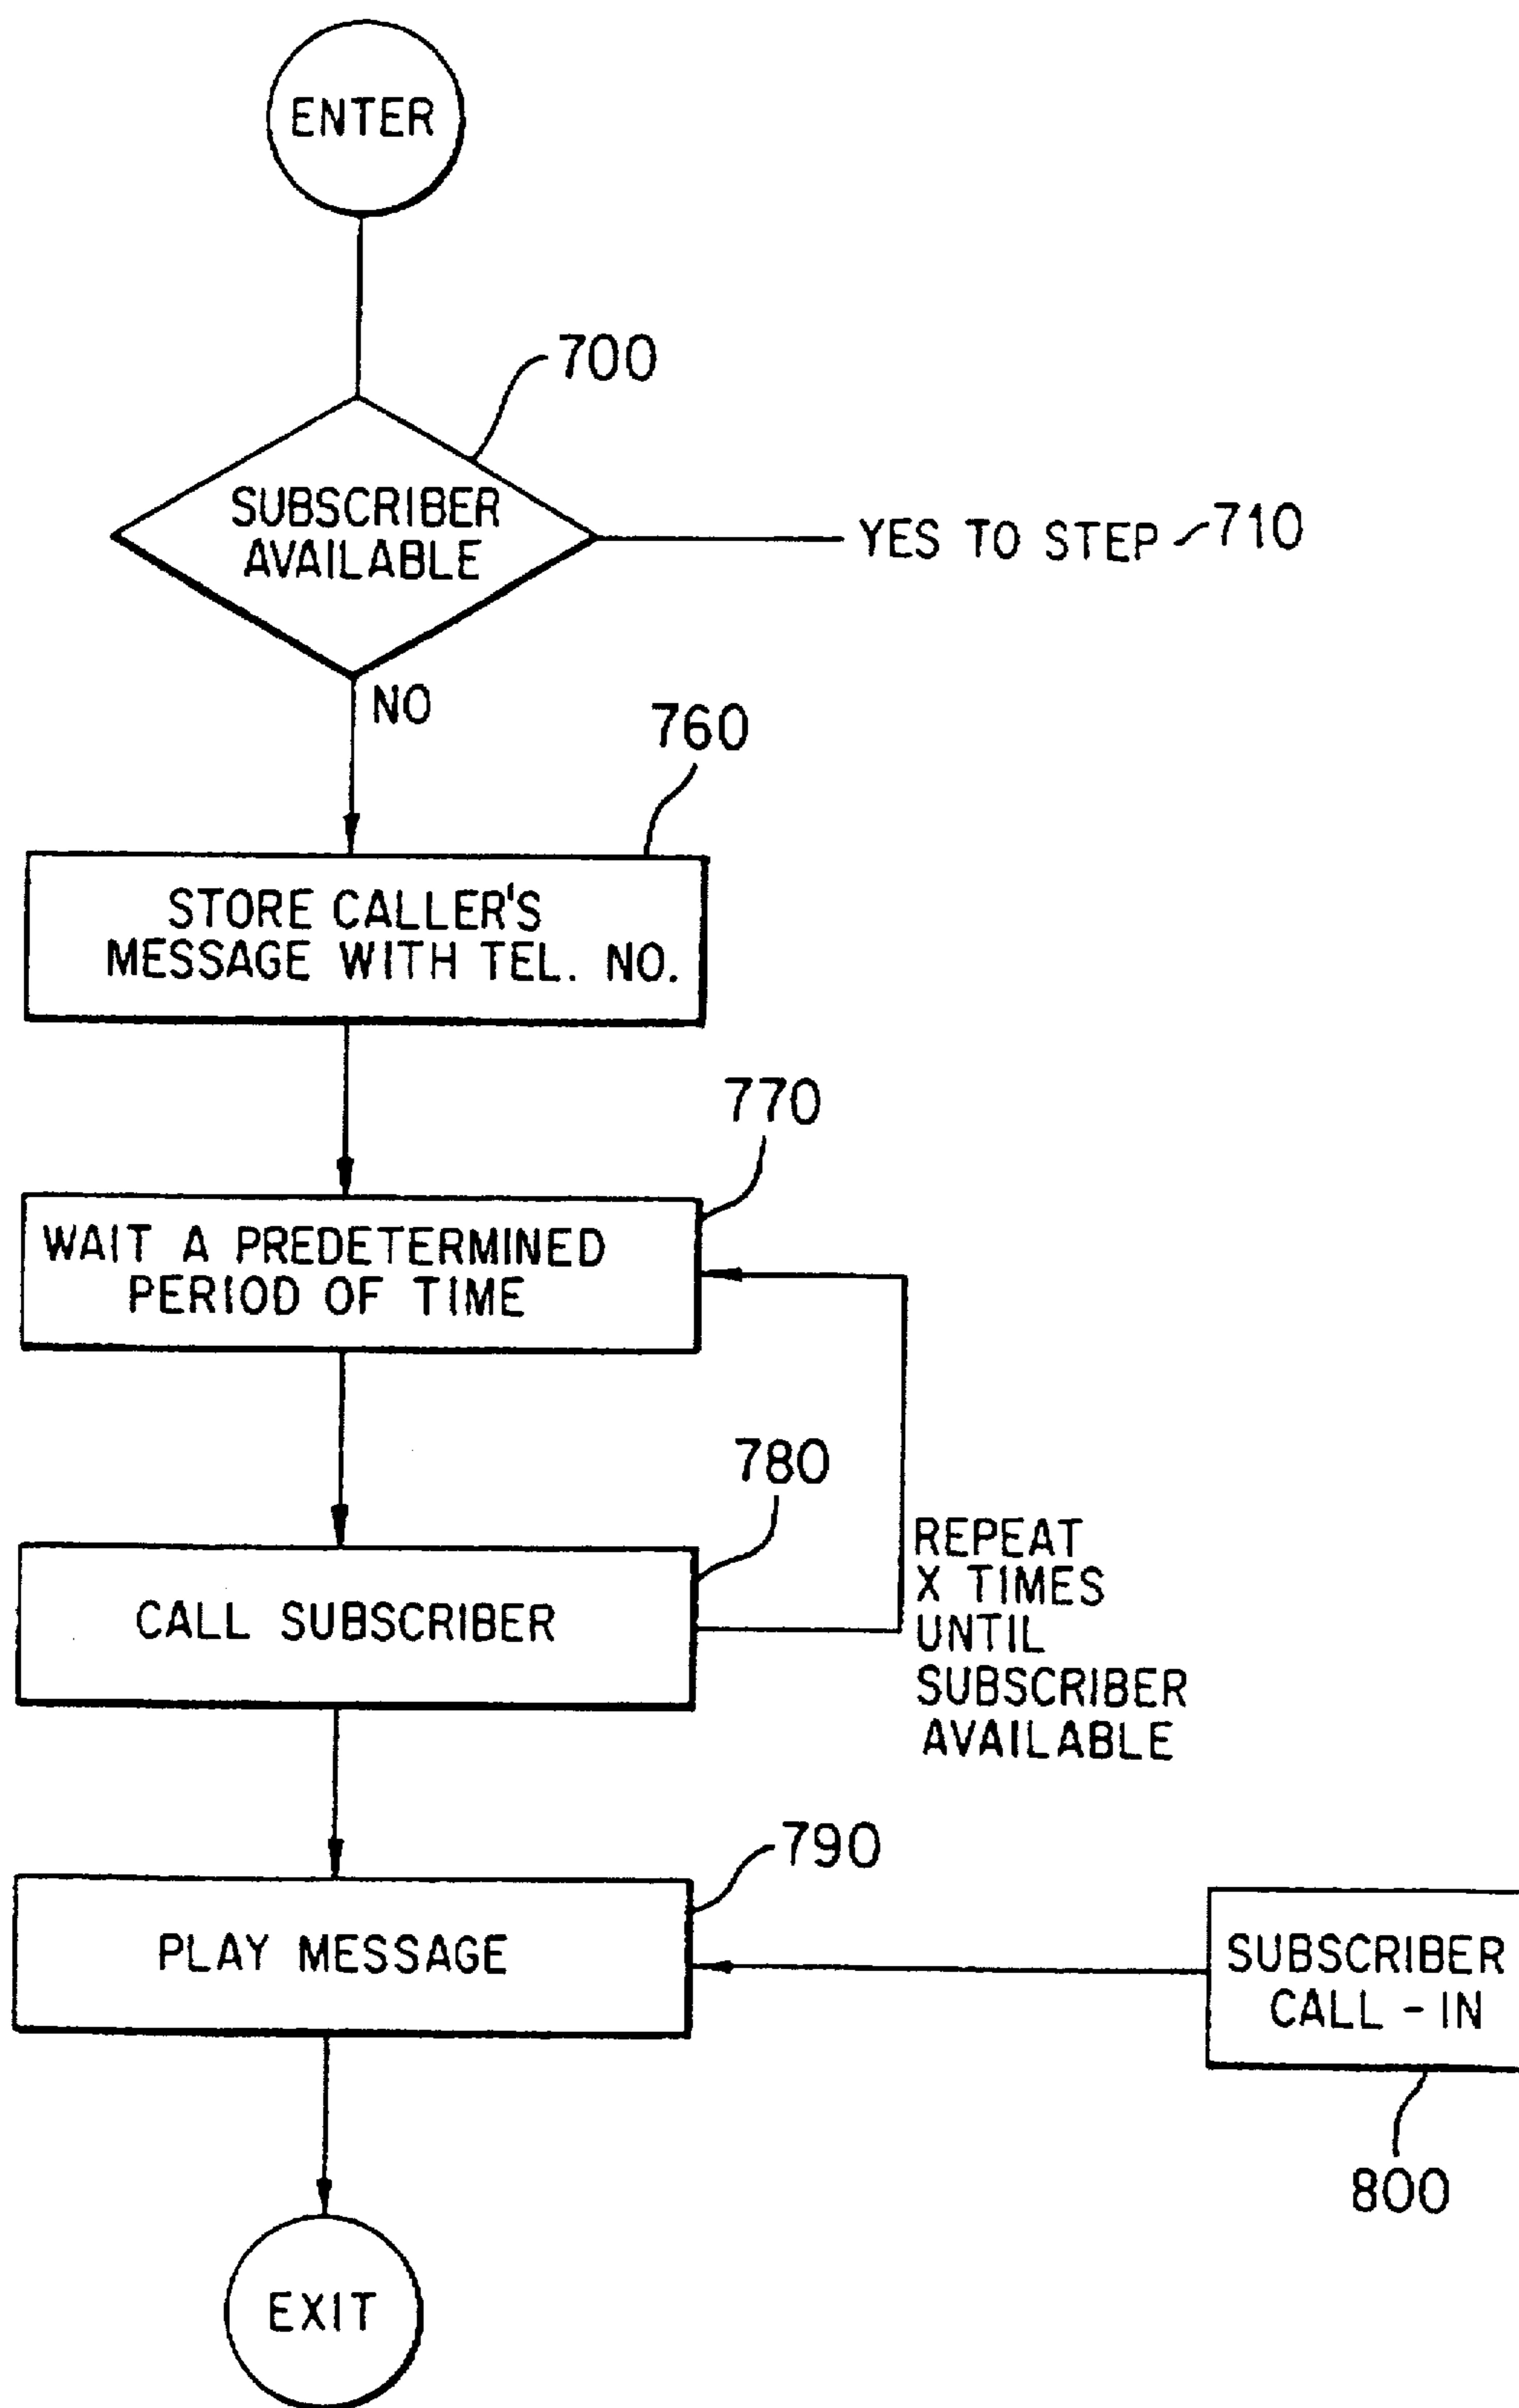 ENTER
700
SUBSCRIBER
AVAILABLE
YES TO STEP 710
NO
760
STORE CALLER'S
MESSAGE WITH TEL. NO.
770
WAIT A PREDETERMINED
PERIOD OF TIME
780
CALL SUBSCRIBER
REPEAT
X TIMES
UNTIL
SUBSCRIBER
AVAILABLE
790
PLAY MESSAGE
SUBSCRIBER
CALL-IN
800
EXIT